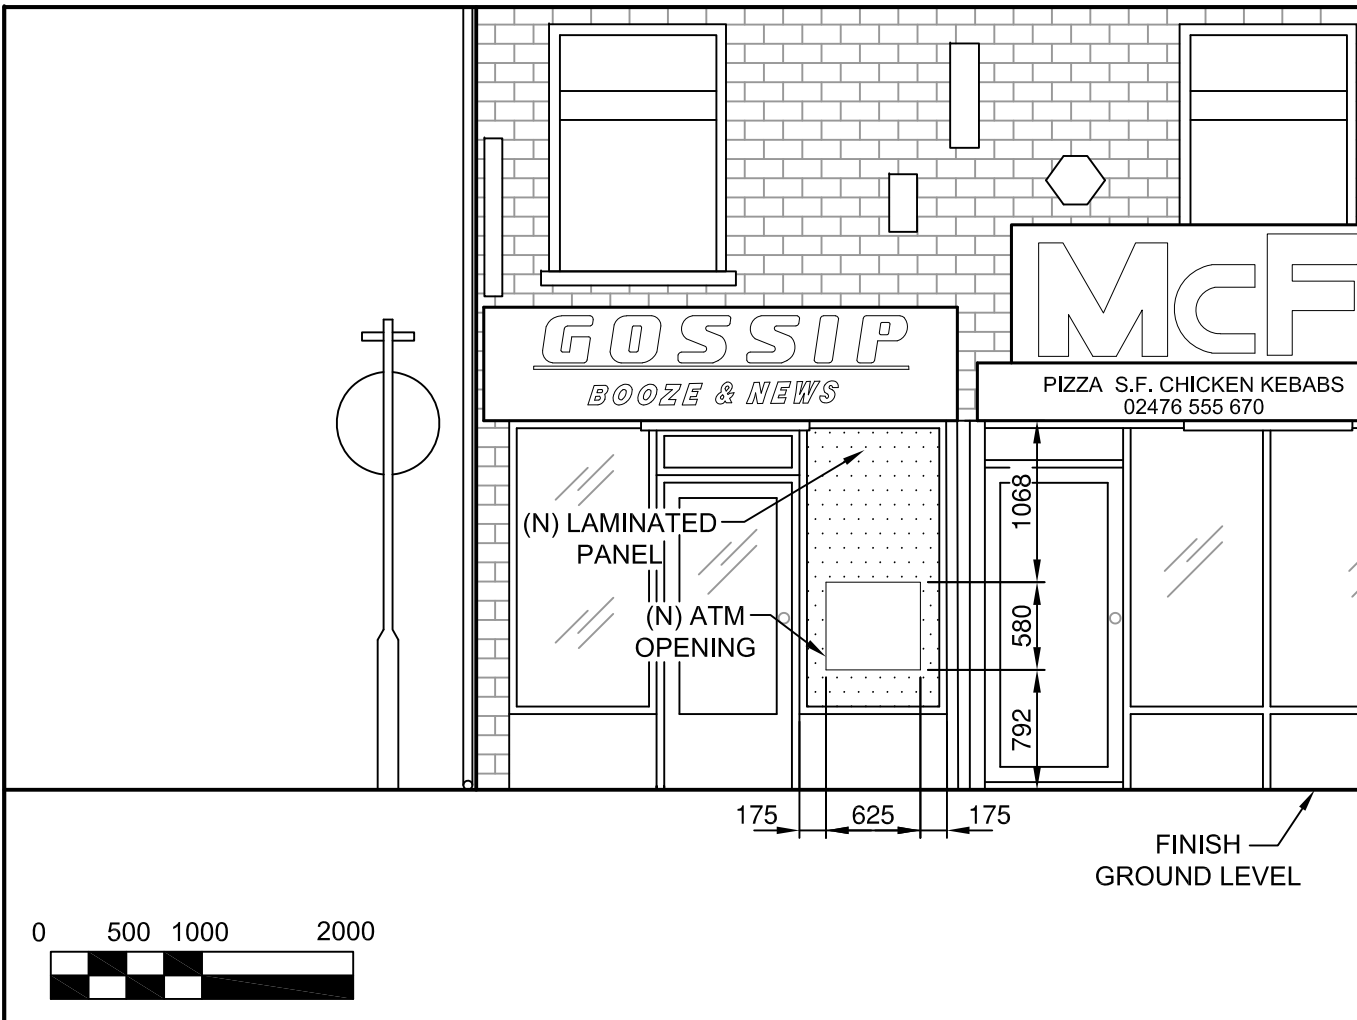 GOSSIP
BOOZE & NEWS
McF
PIZZA S.F. CHICKEN KEBABS
02476 555 670
(N) LAMINATED
PANEL
(N) ATM
OPENING
1068
580
792
175
625
175
FINISH
GROUND LEVEL
0
500
1000
2000